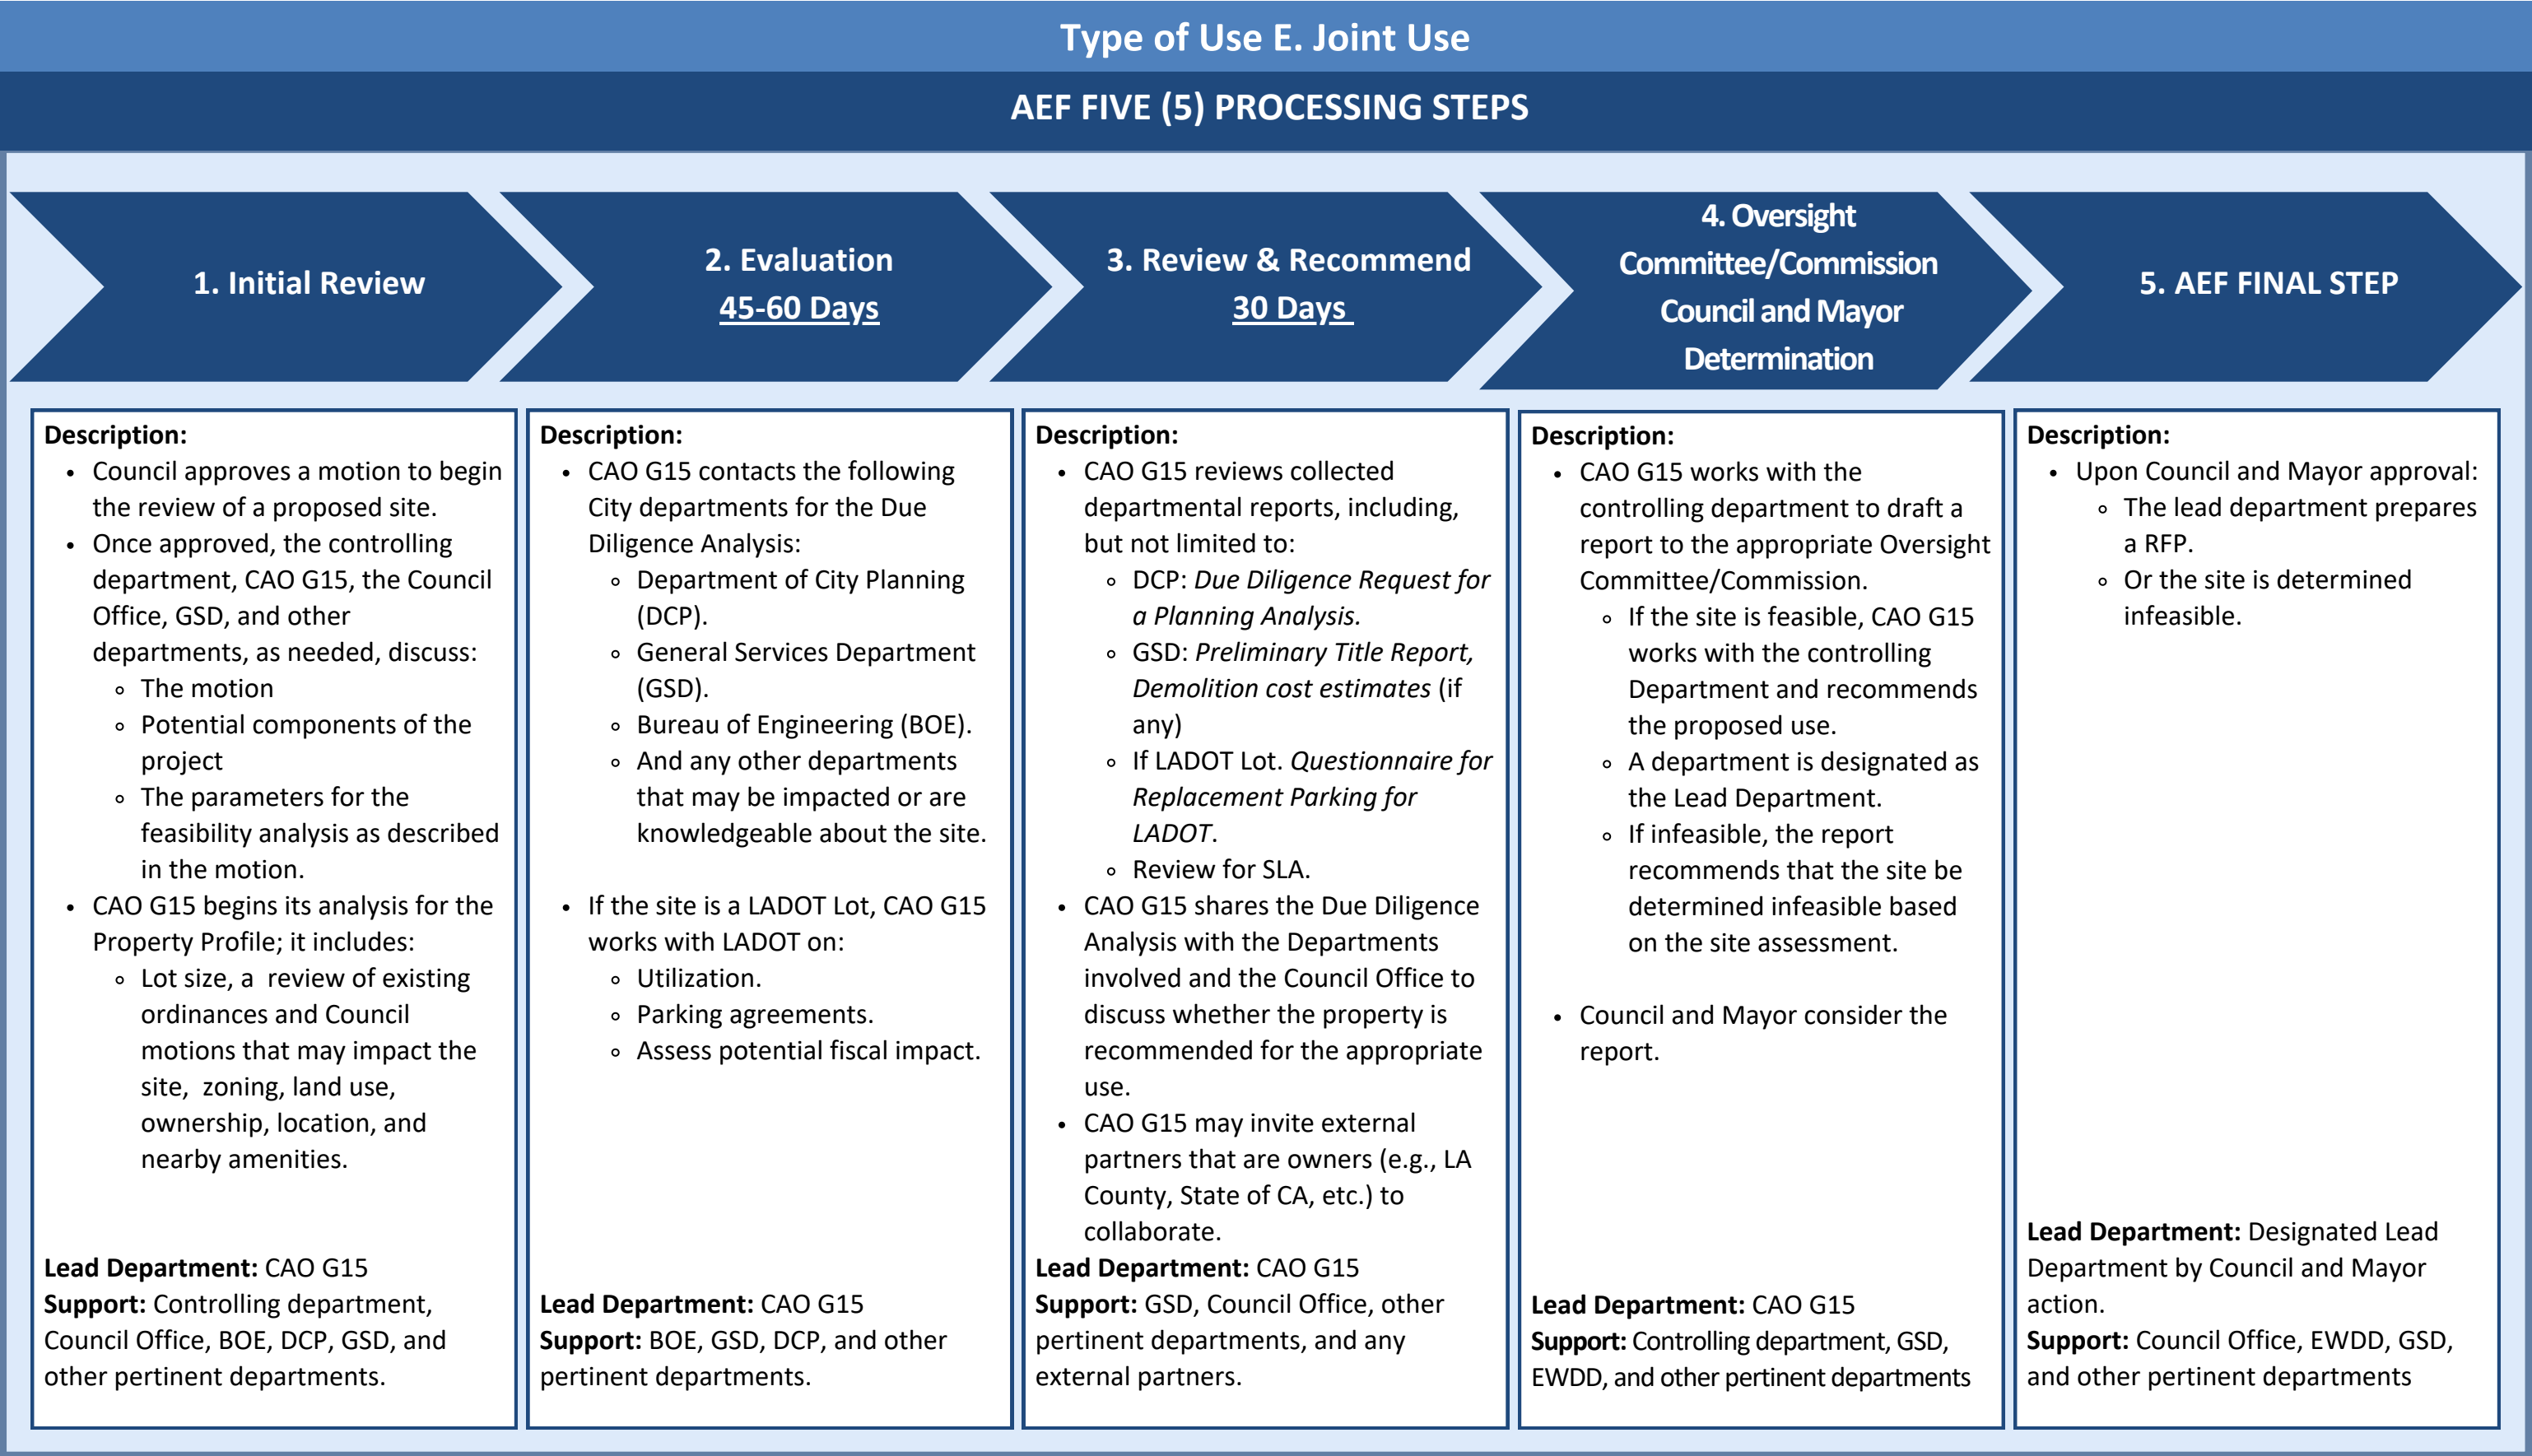 Type of Use E. Joint Use
AEF FIVE (5) PROCESSING STEPS
1. Initial Review
2. Evaluation
45-60 Days
3. Review & Recommend
30 Days
4. Oversight
Committee/Commission
Council and Mayor
Determination
5. AEF FINAL STEP
Description:
• Council approves a motion to begin
the review of a proposed site.
• Once approved, the controlling
department, CAO G15, the Council
Office, GSD, and other
departments, as needed, discuss:
◦ The motion
◦ Potential components of the
project
◦ The parameters for the
feasibility analysis as described
in the motion.
• CAO G15 begins its analysis for the
Property Profile; it includes:
◦ Lot size, a review of existing
ordinances and Council
motions that may impact the
site, zoning, land use,
ownership, location, and
nearby amenities.
Lead Department: CAO G15
Support: Controlling department,
Council Office, BOE, DCP, GSD, and
other pertinent departments.
Description:
• CAO G15 contacts the following
City departments for the Due
Diligence Analysis:
◦ Department of City Planning
(DCP).
◦ General Services Department
(GSD).
◦ Bureau of Engineering (BOE).
◦ And any other departments
that may be impacted or are
knowledgeable about the site.
• If the site is a LADOT Lot, CAO G15
works with LADOT on:
◦ Utilization.
◦ Parking agreements.
◦ Assess potential fiscal impact.
Lead Department: CAO G15
Support: BOE, GSD, DCP, and other
pertinent departments.
Description:
• CAO G15 reviews collected
departmental reports, including,
but not limited to:
◦ DCP: Due Diligence Request for
a Planning Analysis.
◦ GSD: Preliminary Title Report,
Demolition cost estimates (if
any)
◦ If LADOT Lot. Questionnaire for
Replacement Parking for
LADOT.
◦ Review for SLA.
• CAO G15 shares the Due Diligence
Analysis with the Departments
involved and the Council Office to
discuss whether the property is
recommended for the appropriate
use.
• CAO G15 may invite external
partners that are owners (e.g., LA
County, State of CA, etc.) to
collaborate.
Lead Department: CAO G15
Support: GSD, Council Office, other
pertinent departments, and any
external partners.
Description:
• CAO G15 works with the
controlling department to draft a
report to the appropriate Oversight
Committee/Commission.
◦ If the site is feasible, CAO G15
works with the controlling
Department and recommends
the proposed use.
◦ A department is designated as
the Lead Department.
◦ If infeasible, the report
recommends that the site be
determined infeasible based
on the site assessment.
• Council and Mayor consider the
report.
Lead Department: CAO G15
Support: Controlling department, GSD,
EWDD, and other pertinent departments
Description:
• Upon Council and Mayor approval:
◦ The lead department prepares
a RFP.
◦ Or the site is determined
infeasible.
Lead Department: Designated Lead
Department by Council and Mayor
action.
Support: Council Office, EWDD, GSD,
and other pertinent departments